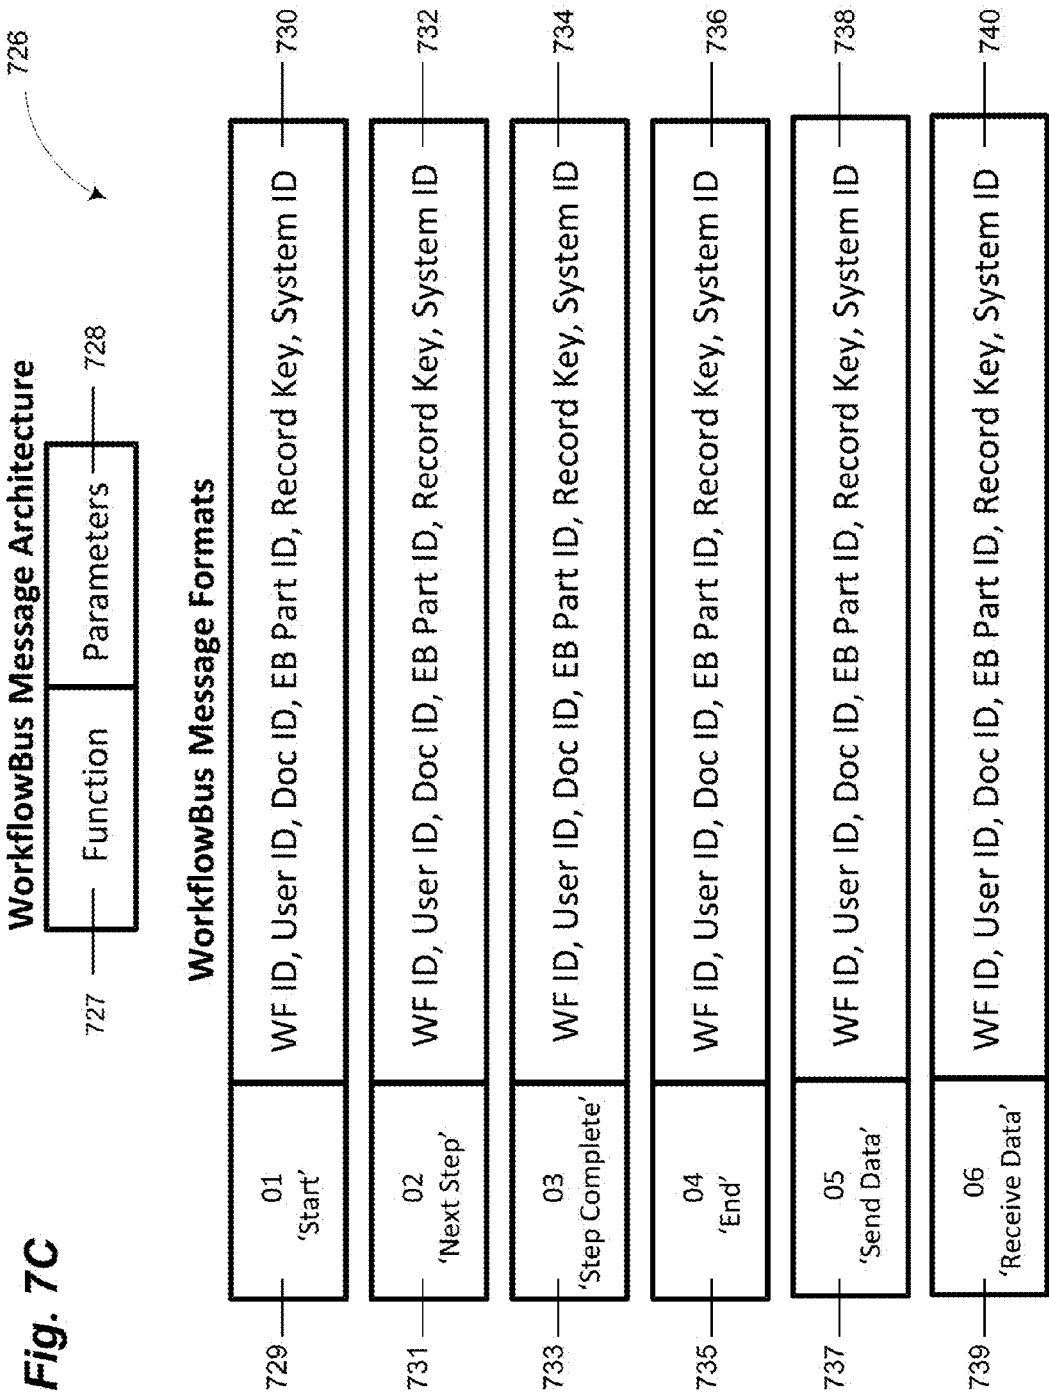 Fig. 7C
WorkflowBus Message Architecture
726
727 Function Parameters 728
WorkflowBus Message Formats
729 01 'Start' WF ID, User ID, Doc ID, EB Part ID, Record Key, System ID 730
731 02 'Next Step' WF ID, User ID, Doc ID, EB Part ID, Record Key, System ID 732
733 03 'Step Complete' WF ID, User ID, Doc ID, EB Part ID, Record Key, System ID 734
735 04 'End' WF ID, User ID, Doc ID, EB Part ID, Record Key, System ID 736
737 05 'Send Data' WF ID, User ID, Doc ID, EB Part ID, Record Key, System ID 738
739 06 'Receive Data' WF ID, User ID, Doc ID, EB Part ID, Record Key, System ID 740